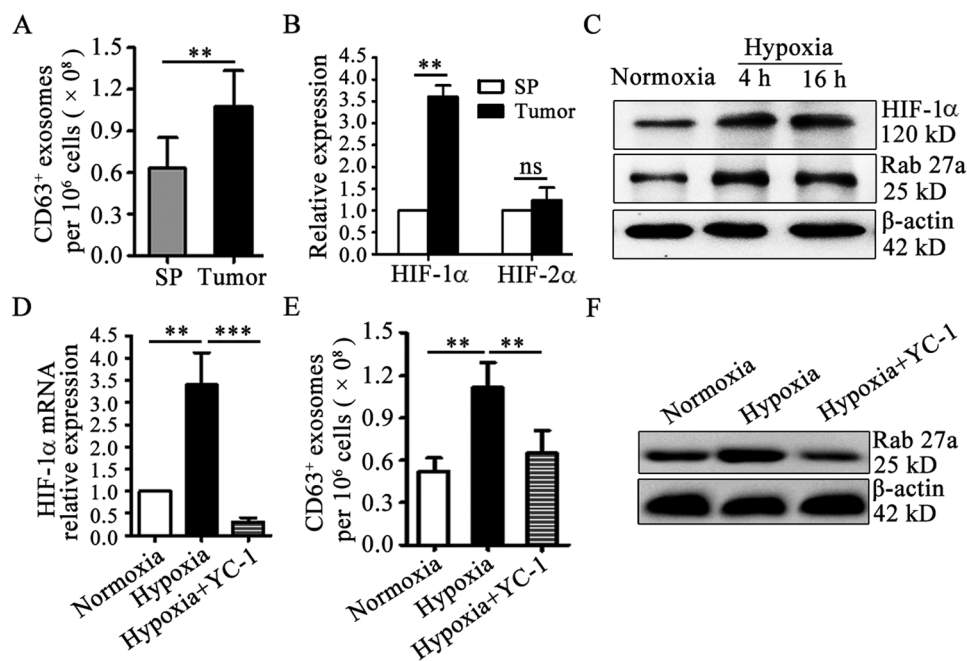 A
CD63⁺ exosomes
per 10⁶ cells ( × 0⁸)
1.5
1.2
0.9
0.6
0.3
0.0
**
SP Tumor
B
Relative expression
4.5
4.0
3.5
3.0
2.5
2.0
1.5
1.0
0.5
0.0
**
ns
SP
Tumor
HIF-1α HIF-2α
C
Hypoxia
Normoxia 4 h 16 h
HIF-1α
120 kD
Rab 27a
25 kD
β-actin
42 kD
D
HIF-1α mRNA
relative expression
4.5
4.0
3.5
3.0
2.5
2.0
1.5
1.0
0.5
0.0
** ***
Normoxia
Hypoxia
Hypoxia+YC-1
E
CD63⁺ exosomes
per 10⁶ cells ( × 0⁸)
1.5
1.2
0.9
0.6
0.3
0.0
** **
Normoxia
Hypoxia
Hypoxia+YC-1
F
Normoxia
Hypoxia
Hypoxia+YC-1
Rab 27a
25 kD
β-actin
42 kD